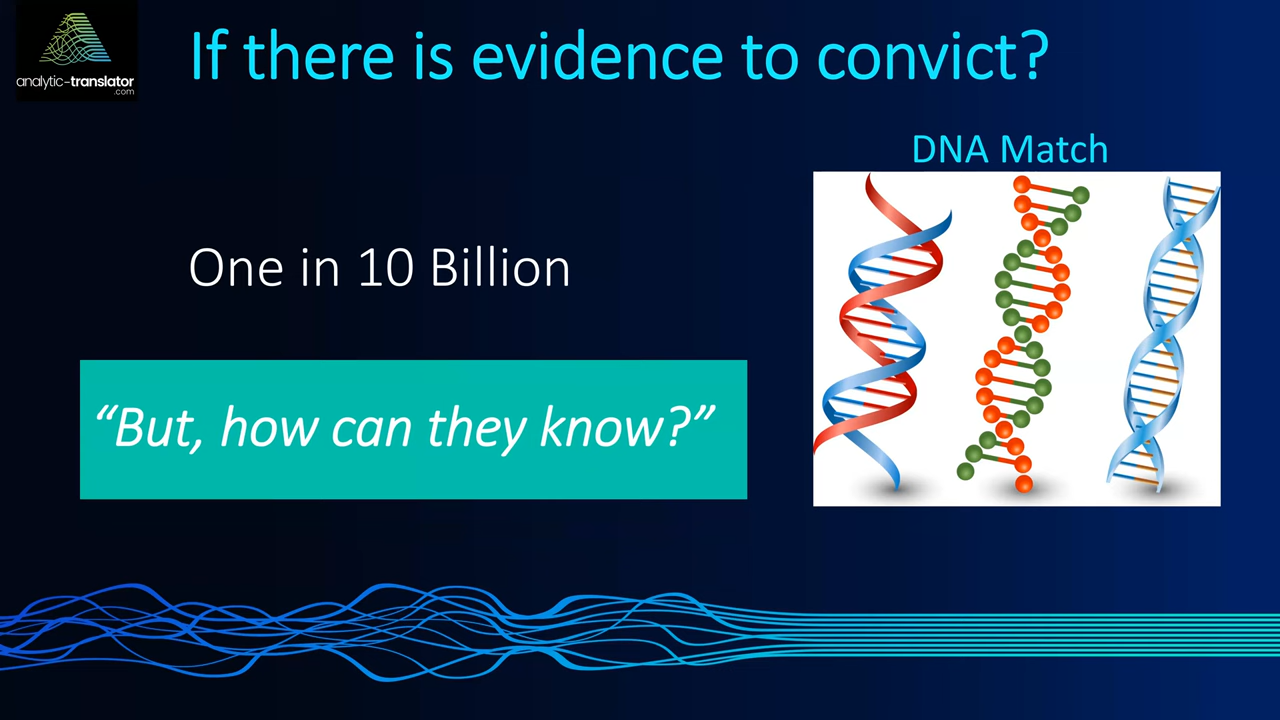 analytic-translator
.com
If there is evidence to convict?
DNA Match
One in 10 Billion
“But, how can they know?”